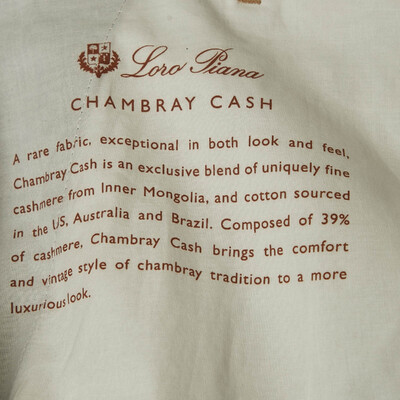 Loro Piana
CHAMBRAY CASH
A rare fabric, exceptional in both look and feel,
Chambray Cash is an exclusive blend of uniquely fine
cashmere from Inner Mongolia, and cotton sourced
in the US, Australia and Brazil. Composed of 39%
of cashmere, Chambray Cash brings the comfort
and vintage style of chambray tradition to a more
luxurious look.